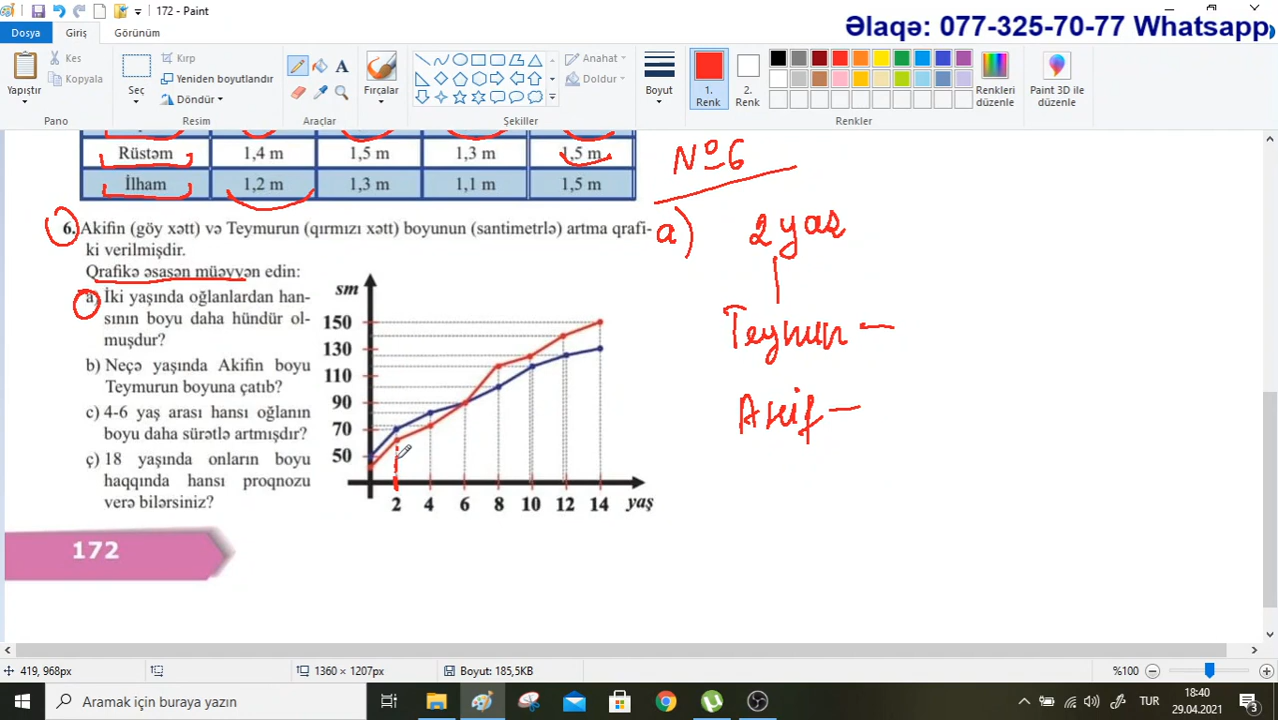 172 - Paint
Əlaqə: 077-325-70-77 Whatsapp
Dosya Giriş Görünüm
Yapıştır
Kes
Kopyala
Seç
Kırp
Yeniden boyutlandır
Döndür
A
Fırçalar
Anahat
Doldur
Boyut
1. Renk
2. Renk
Renkleri düzenle
Paint 3D ile düzenle
Pano Resim Araçlar Şekiller Renkler
Rüstəm 1,4 m 1,5 m 1,3 m 1,5 m
İlham 1,2 m 1,3 m 1,1 m 1,5 m
6. Akifin (göy xətt) və Teymurun (qırmızı xətt) boyunun (santimetrlə) artma qrafi-
ki verilmişdir.
Qrafikə əsasən müəyyən edin:
a) İki yaşında oğlanlardan han-
sının boyu daha hündür ol-
muşdur?
b) Neçə yaşında Akifin boyu
Teymurun boyuna çatıb?
c) 4-6 yaş arası hansı oğlanın
boyu daha sürətlə artmışdır?
ç) 18 yaşında onların boyu
haqqında hansı proqnozu
verə bilərsiniz?
sm
150
130
110
90
70
50
2 4 6 8 10 12 14 yaş
172
№6
a) 2 yaş
Teymur —
Akif —
419, 968px
1360 × 1207px
Boyut: 185,5KB
%100
Aramak için buraya yazın
TUR
18:40
29.04.2021
3